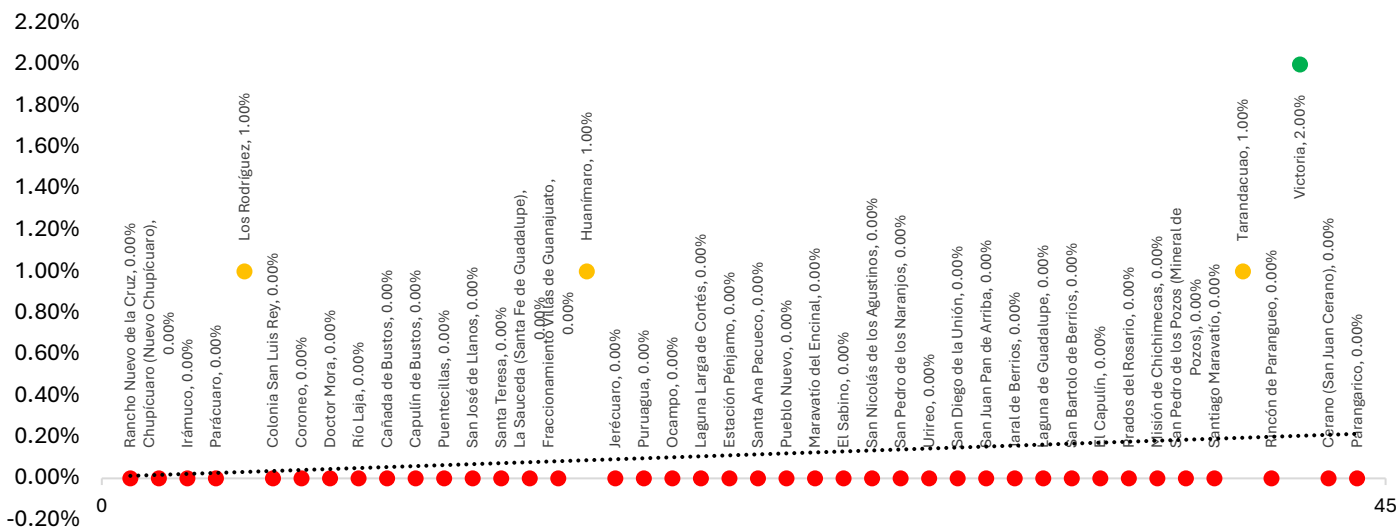 2.20%
2.00%
1.80%
1.60%
1.40%
1.20%
1.00%
0.80%
0.60%
0.40%
0.20%
0.00%
-0.20%
0
45
Rancho Nuevo de la Cruz, 0.00%
Chupícuaro (Nuevo Chupícuaro),
0.00%
Irámuco, 0.00%
Parácuaro, 0.00%
Los Rodríguez, 1.00%
Colonia San Luis Rey, 0.00%
Coroneo, 0.00%
Doctor Mora, 0.00%
Río Laja, 0.00%
Cañada de Bustos, 0.00%
Capulín de Bustos, 0.00%
Puentecillas, 0.00%
San José de Llanos, 0.00%
Santa Teresa, 0.00%
La Sauceda (Santa Fe de Guadalupe),
0.00%
Fraccionamiento Villas de Guanajuato,
0.00%
Huanímaro, 1.00%
Jerécuaro, 0.00%
Puruagua, 0.00%
Ocampo, 0.00%
Laguna Larga de Cortés, 0.00%
Estación Pénjamo, 0.00%
Santa Ana Pacueco, 0.00%
Pueblo Nuevo, 0.00%
Maravatío del Encinal, 0.00%
El Sabino, 0.00%
San Nicolás de los Agustinos, 0.00%
San Pedro de los Naranjos, 0.00%
Urireo, 0.00%
San Diego de la Unión, 0.00%
San Juan Pan de Arriba, 0.00%
Jaral de Berrios, 0.00%
Laguna de Guadalupe, 0.00%
San Bartolo de Berrios, 0.00%
El Capulín, 0.00%
Prados del Rosario, 0.00%
Misión de Chichimecas, 0.00%
San Pedro de los Pozos (Mineral de
Pozos), 0.00%
Santiago Maravatío, 0.00%
Tarandacuao, 1.00%
Rincón de Parangueo, 0.00%
Victoria, 2.00%
Cerano (San Juan Cerano), 0.00%
Parangarico, 0.00%